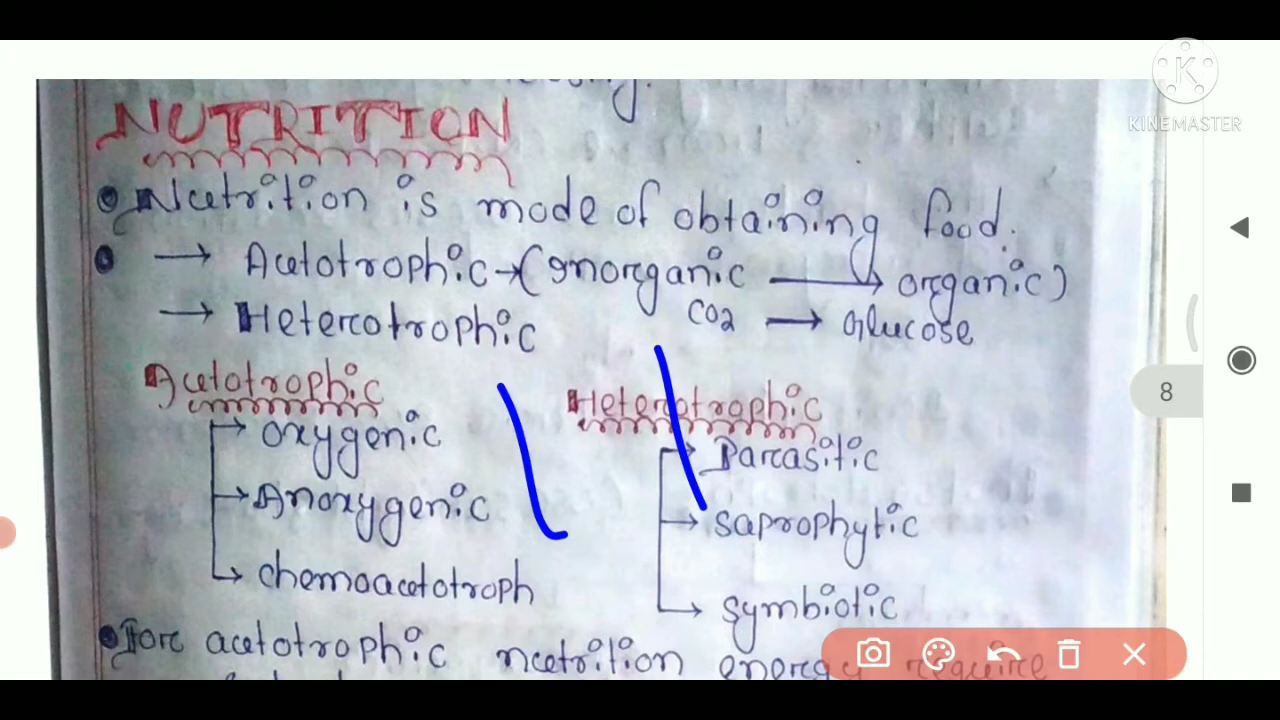 KINEMASTER
NUTRITION
Nutrition is mode of obtaining food.
→ Autotrophic → (Inorganic → organic)
→ Heterotrophic CO2 → Glucose
Autotrophic Heterotrophic
→ oxygenic → Parasitic
→ Anoxygenic → saprophytic
→ chemoautotroph → symbiotic
For autotrophic nutrition energy require
8